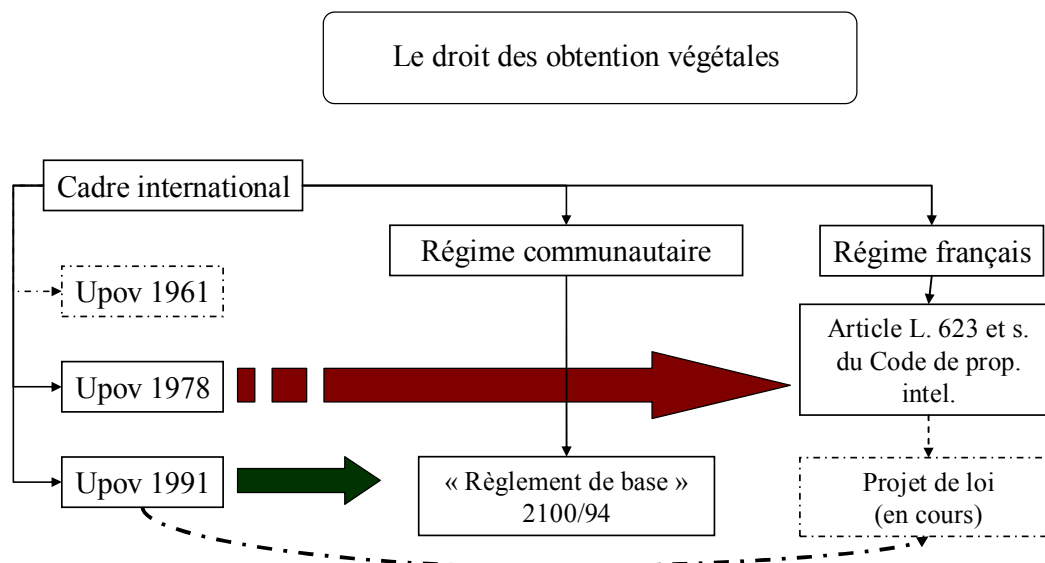 Le droit des obtention végétales
Cadre international
Régime communautaire
Régime français
Upov 1961
Article L. 623 et s.
du Code de prop.
intel.
Upov 1978
Upov 1991
« Règlement de base »
2100/94
Projet de loi
(en cours)